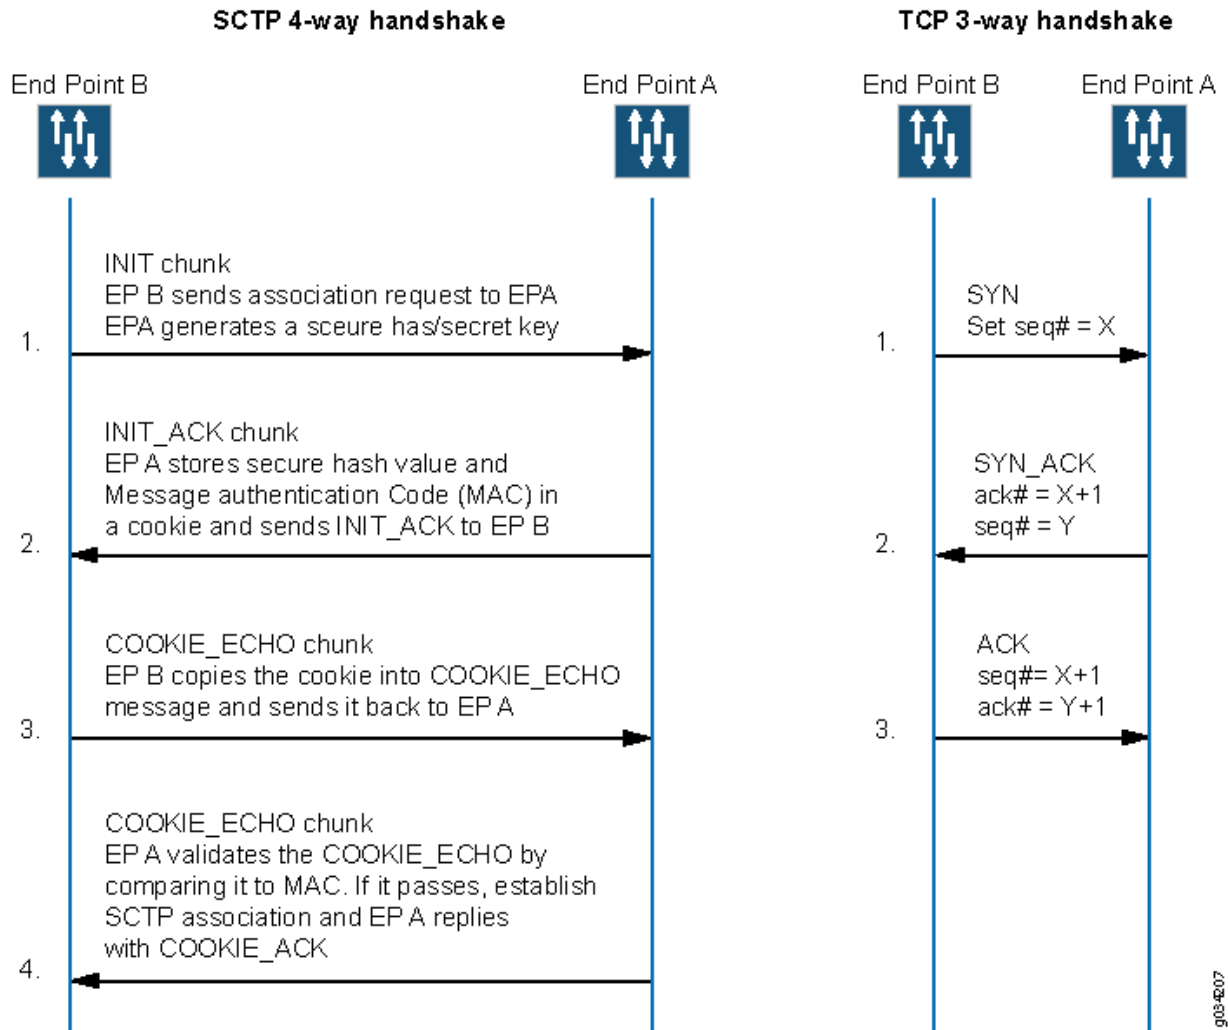 SCTP 4-way handshake
End Point B
End Point A
INIT chunk
EP B sends association request to EPA
EPA generates a sceure has/secret key
1.
INIT_ACK chunk
EP A stores secure hash value and
Message authentication Code (MAC) in
a cookie and sends INIT_ACK to EP B
2.
COOKIE_ECHO chunk
EP B copies the cookie into COOKIE_ECHO
message and sends it back to EP A
3.
COOKIE_ECHO chunk
EP A validates the COOKIE_ECHO by
comparing it to MAC. If it passes, establish
SCTP association and EP A replies
with COOKIE_ACK
4.
TCP 3-way handshake
End Point B
End Point A
SYN
Set seq# = X
1.
SYN_ACK
ack# = X+1
seq# = Y
2.
ACK
seq#= X+1
ack# = Y+1
3.
g034207